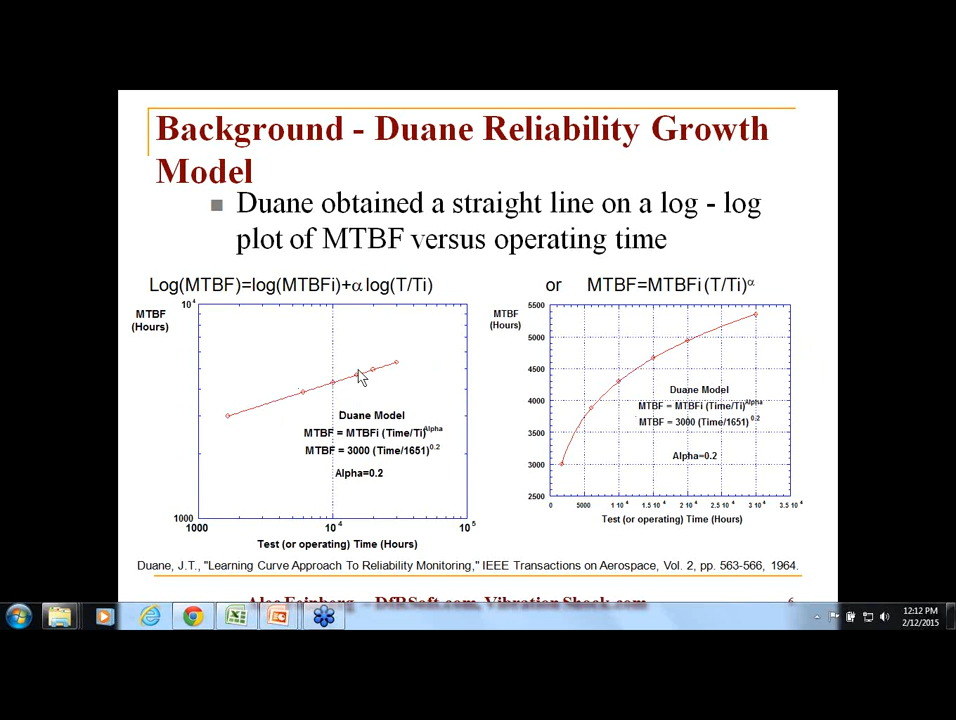 Background - Duane Reliability Growth
Model
Duane obtained a straight line on a log - log
plot of MTBF versus operating time
Log(MTBF)=log(MTBFi)+α log(T/Ti)
or MTBF=MTBFi (T/Ti)^α
MTBF
(Hours)
10^4
Duane Model
MTBF = MTBFi (Time/Ti)^Alpha
MTBF = 3000 (Time/1651)^0.2
Alpha=0.2
1000
1000 10^4 10^5
Test (or operating) Time (Hours)
MTBF
(Hours)
5500
5000
4500
4000
3500
3000
2500
Duane Model
MTBF = MTBFi (Time/Ti)^Alpha
MTBF = 3000 (Time/1651)^0.2
Alpha=0.2
0 5000 1 10^4 1.5 10^4 2 10^4 2.5 10^4 3 10^4 3.5 10^4
Test (or operating) Time (Hours)
Duane, J.T., "Learning Curve Approach To Reliability Monitoring," IEEE Transactions on Aerospace, Vol. 2, pp. 563-566, 1964.
Alec Feinberg - DfRSoft.com, VibrationShock.com
6
12:12 PM
2/12/2015